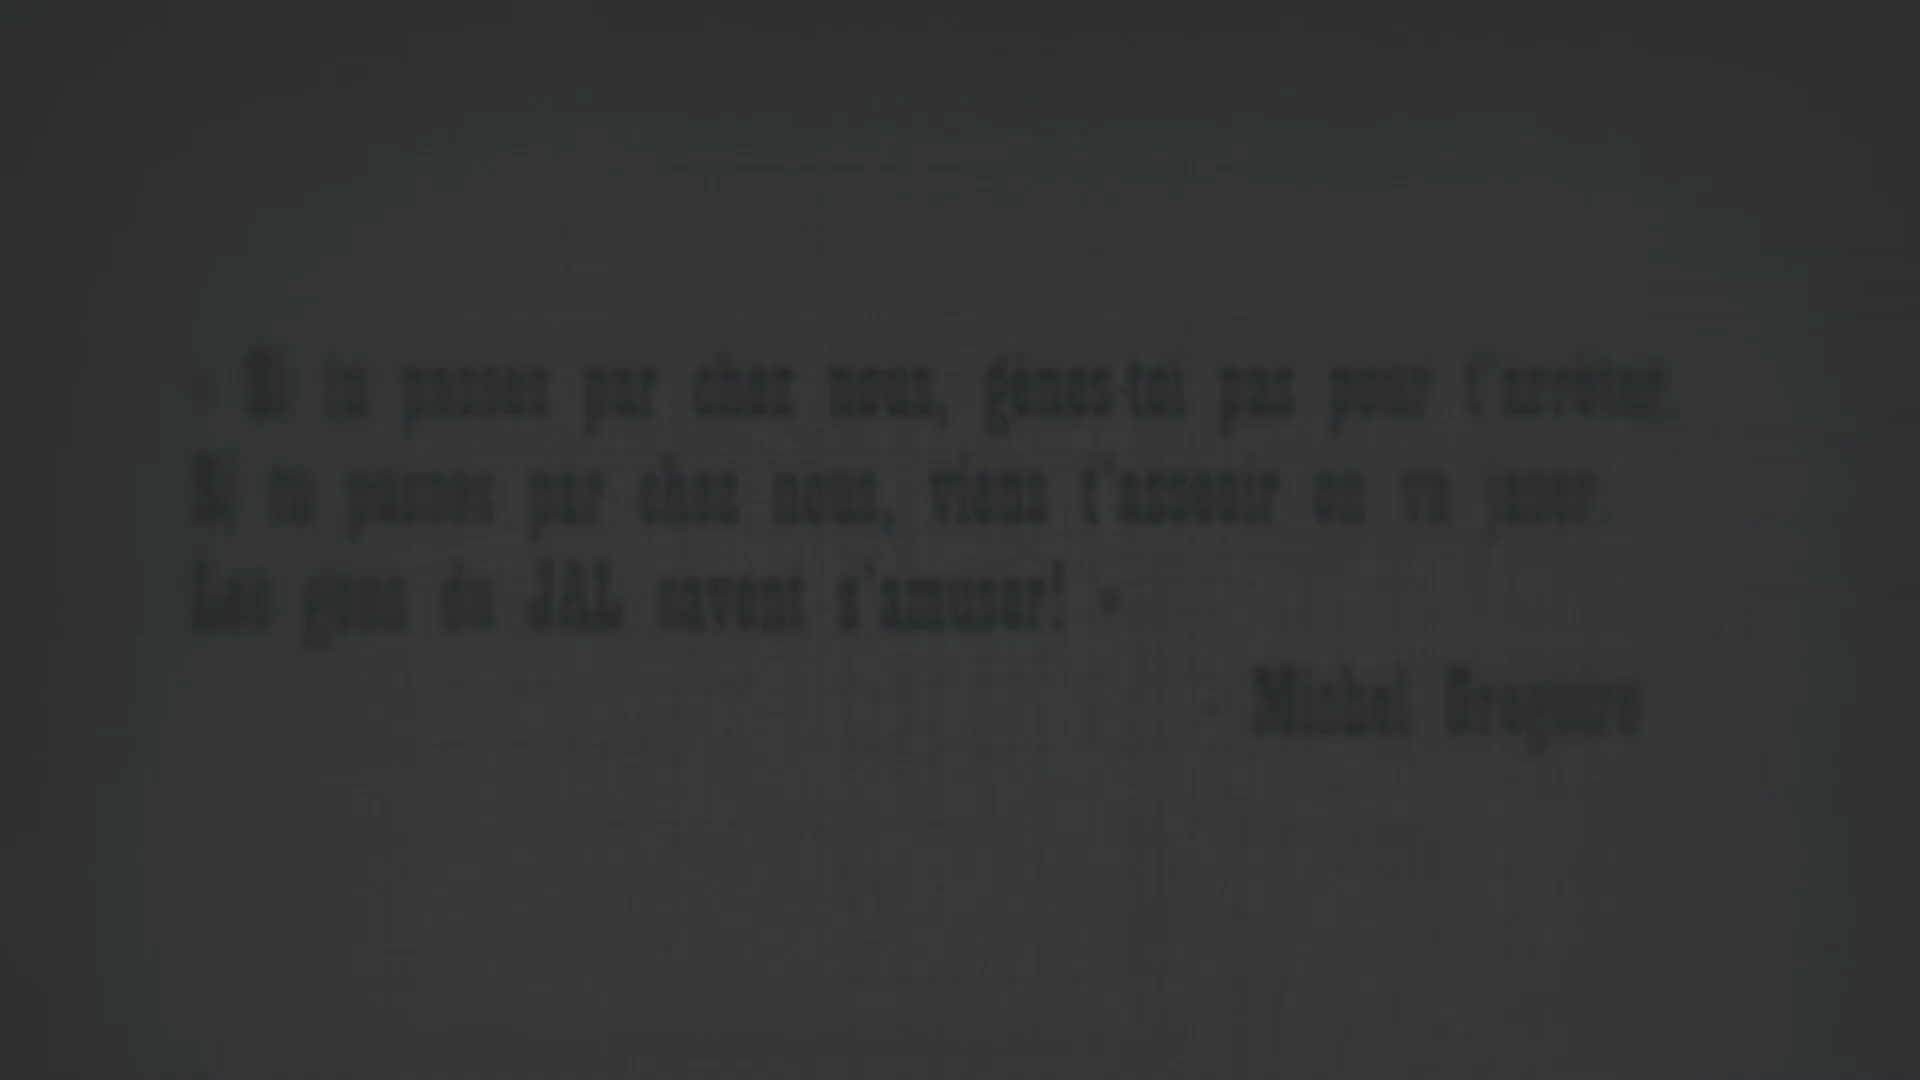 « Si tu passes par chez nous, gênes-toi pas pour t'arrêter.
Si tu passes par chez nous, viens t'asseoir on va jaser.
Les gens du JAL savent s'amuser! »
- Michel Grégoire